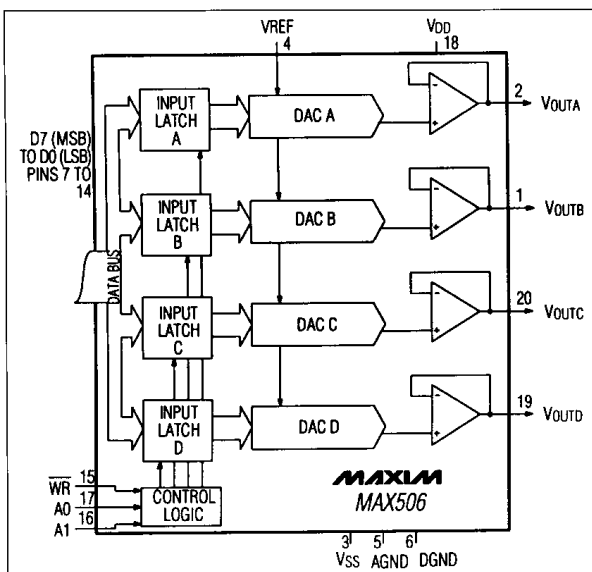 VREF
4
VDD
18
INPUT
LATCH
A
DAC A
2
VOUTA
D7 (MSB)
TO D0 (LSB)
PINS 7 TO
14
INPUT
LATCH
B
DAC B
1
VOUTB
DATA BUS
INPUT
LATCH
C
DAC C
20
VOUTC
INPUT
LATCH
D
DAC D
19
VOUTD
WR 15
A0 17
A1 16
CONTROL
LOGIC
MAXIM
MAX506
3 5 6
VSS AGND DGND